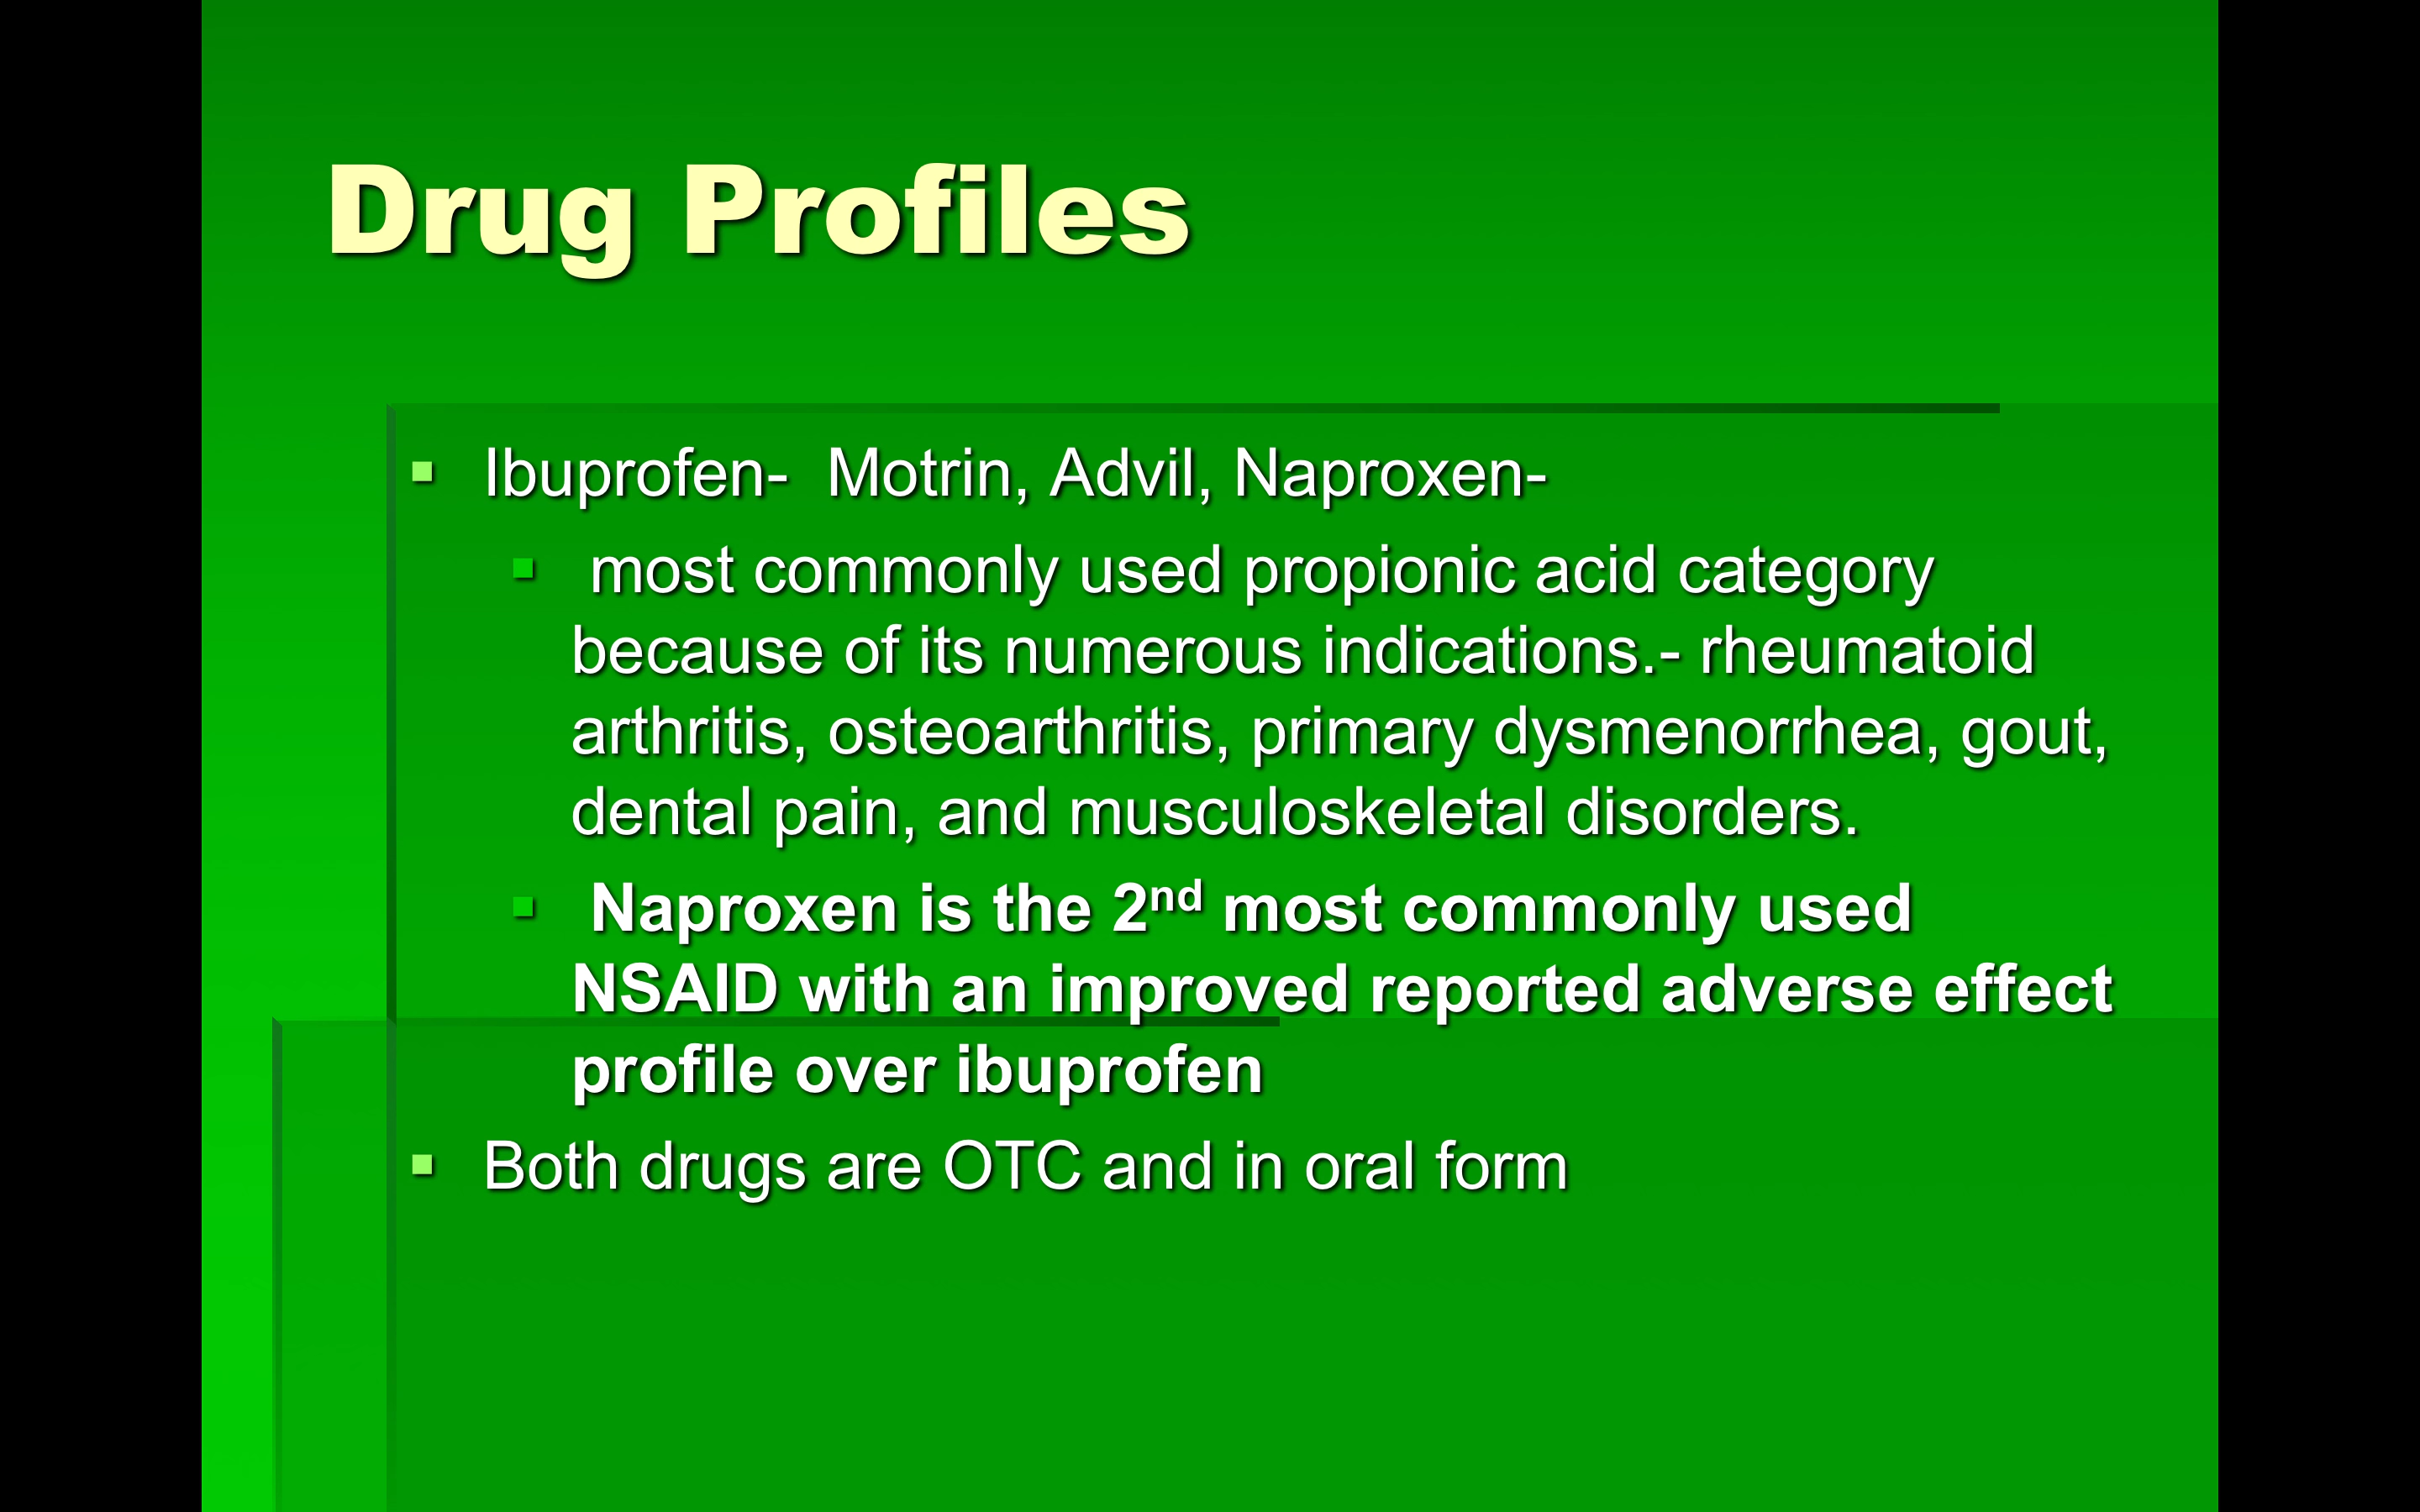 Drug Profiles
Ibuprofen-  Motrin, Advil, Naproxen-
most commonly used propionic acid category
because of its numerous indications.- rheumatoid
arthritis, osteoarthritis, primary dysmenorrhea, gout,
dental pain, and musculoskeletal disorders.
Naproxen is the 2nd most commonly used
NSAID with an improved reported adverse effect
profile over ibuprofen
Both drugs are OTC and in oral form